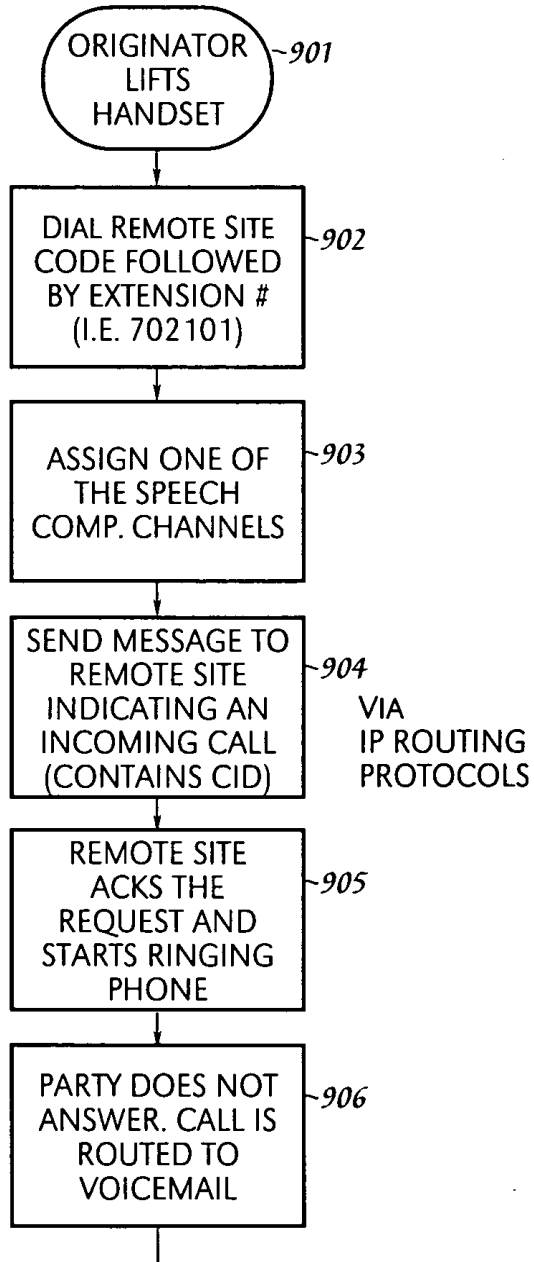 ORIGINATOR
LIFTS
HANDSET
901
DIAL REMOTE SITE
CODE FOLLOWED
BY EXTENSION #
(I.E. 702101)
902
ASSIGN ONE OF
THE SPEECH
COMP. CHANNELS
903
SEND MESSAGE TO
REMOTE SITE
INDICATING AN
INCOMING CALL
(CONTAINS CID)
904
VIA
IP ROUTING
PROTOCOLS
REMOTE SITE
ACKS THE
REQUEST AND
STARTS RINGING
PHONE
905
PARTY DOES NOT
ANSWER. CALL IS
ROUTED TO
VOICEMAIL
906